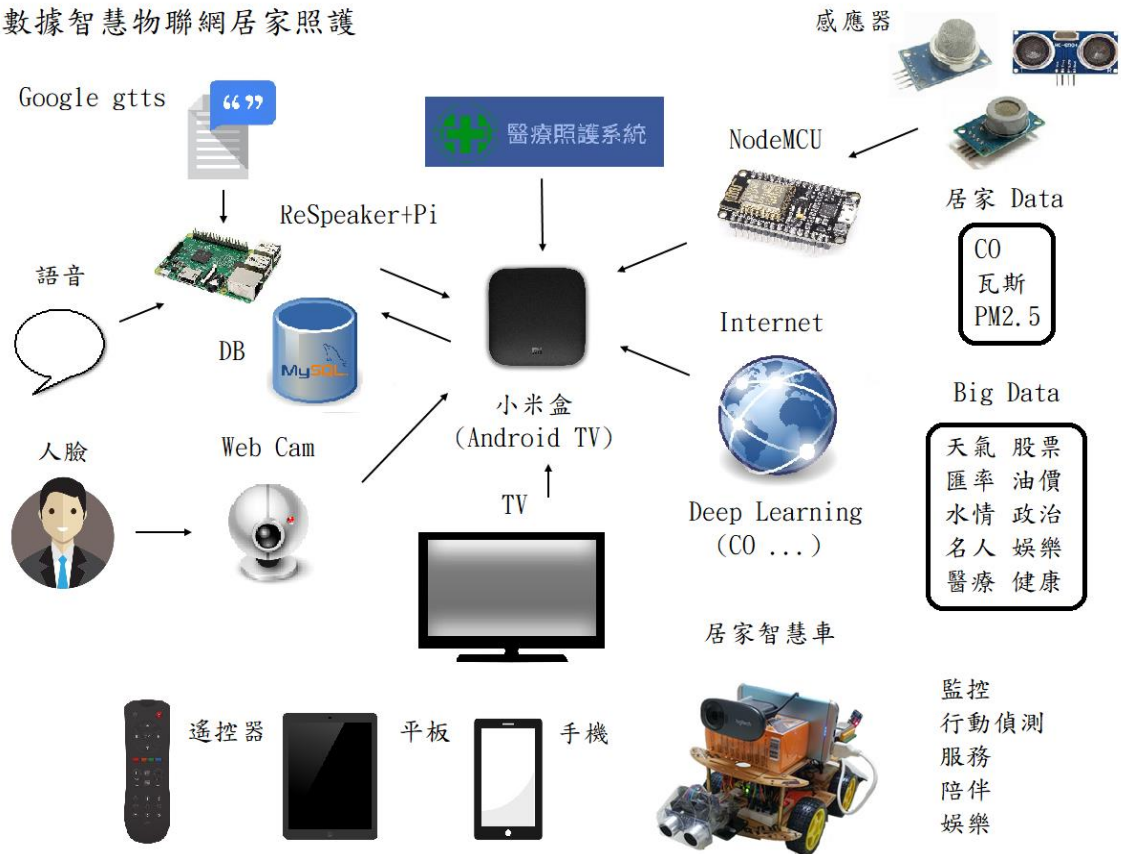 數據智慧物聯網居家照護
感應器
Google gtts
醫療照護系統
NodeMCU
HC-SR04
ReSpeaker+Pi
居家 Data
語音
CO
瓦斯
PM2.5
DB
MySQL
Internet
小米盒
(Android TV)
Big Data
人臉
Web Cam
TV
天氣 股票
匯率 油價
水情 政治
名人 娛樂
醫療 健康
Deep Learning
(CO ...)
居家智慧車
遙控器
平板
手機
監控
行動偵測
服務
陪伴
娛樂